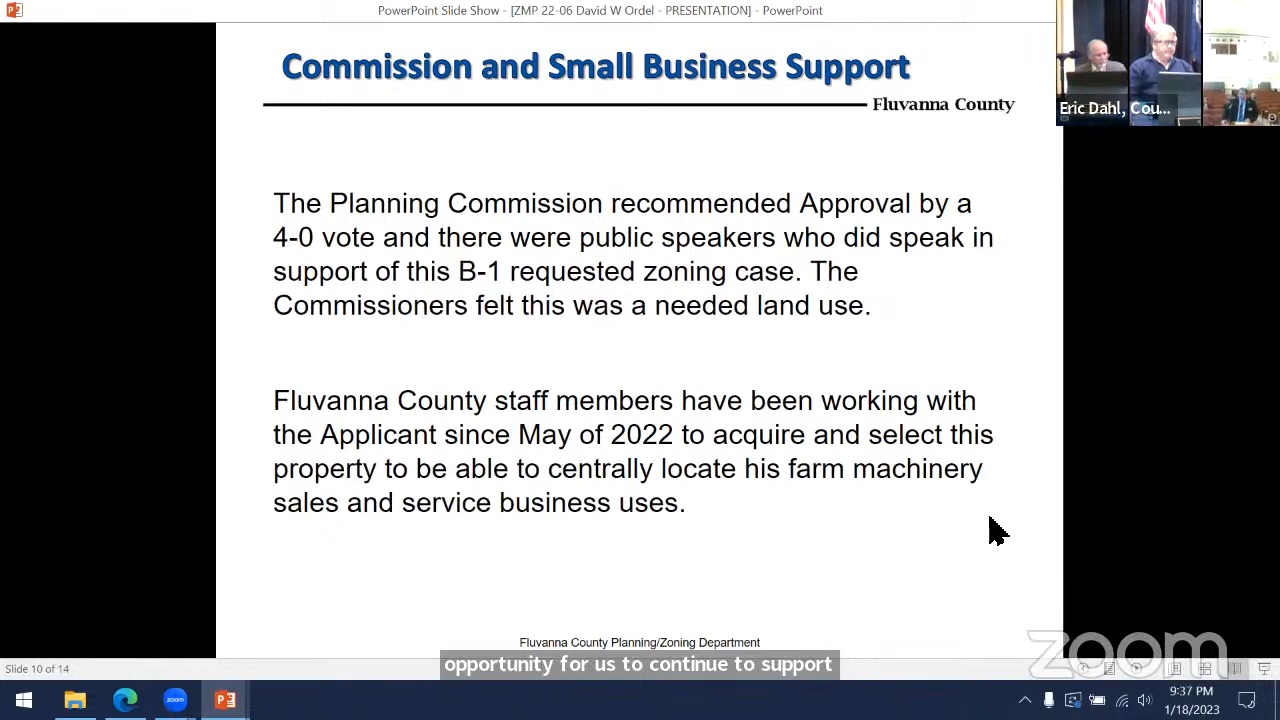 PowerPoint Slide Show - [ZMP 22-06 David W Ordel - PRESENTATION] - PowerPoint
Commission and Small Business Support
Fluvanna County
Eric Dahl, Cou...
The Planning Commission recommended Approval by a
4-0 vote and there were public speakers who did speak in
support of this B-1 requested zoning case. The
Commissioners felt this was a needed land use.
Fluvanna County staff members have been working with
the Applicant since May of 2022 to acquire and select this
property to be able to centrally locate his farm machinery
sales and service business uses.
Fluvanna County Planning/Zoning Department
opportunity for us to continue to support
zoom
Slide 10 of 14
zoom
9:37 PM
1/18/2023